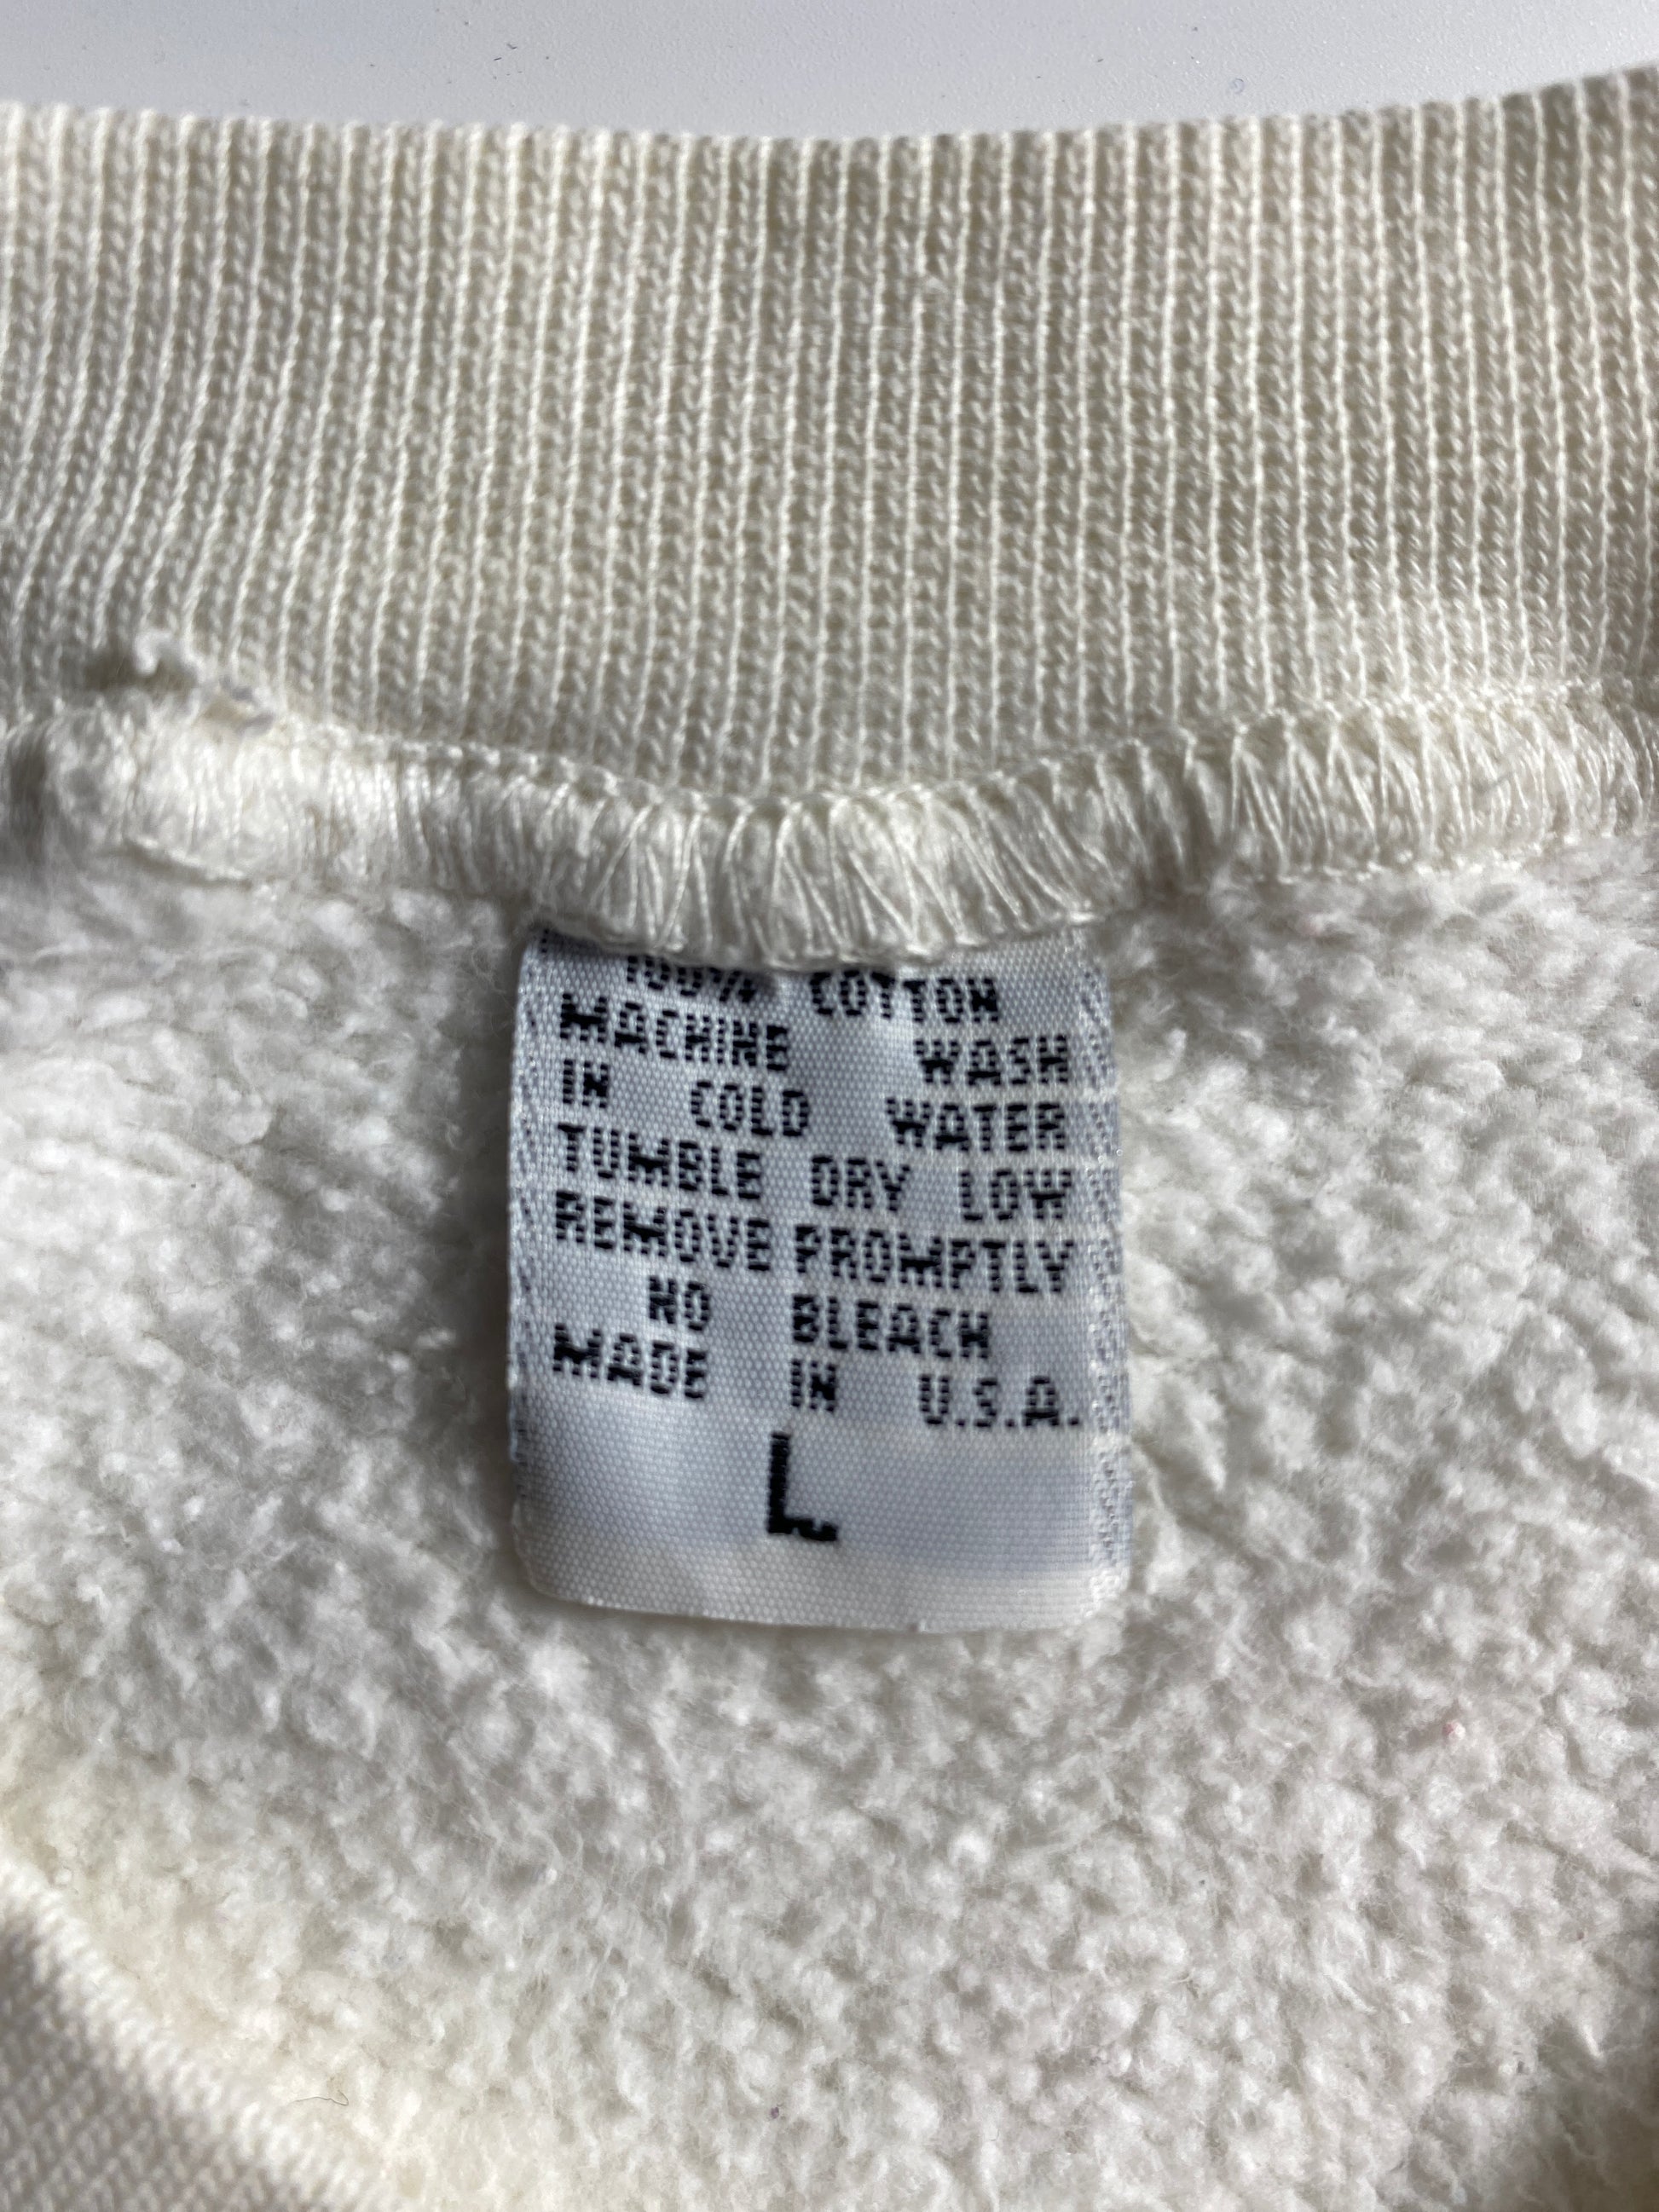 100% COTTON
MACHINE WASH
IN COLD WATER
TUMBLE DRY LOW
REMOVE PROMPTLY
NO BLEACH
MADE IN U.S.A.
L